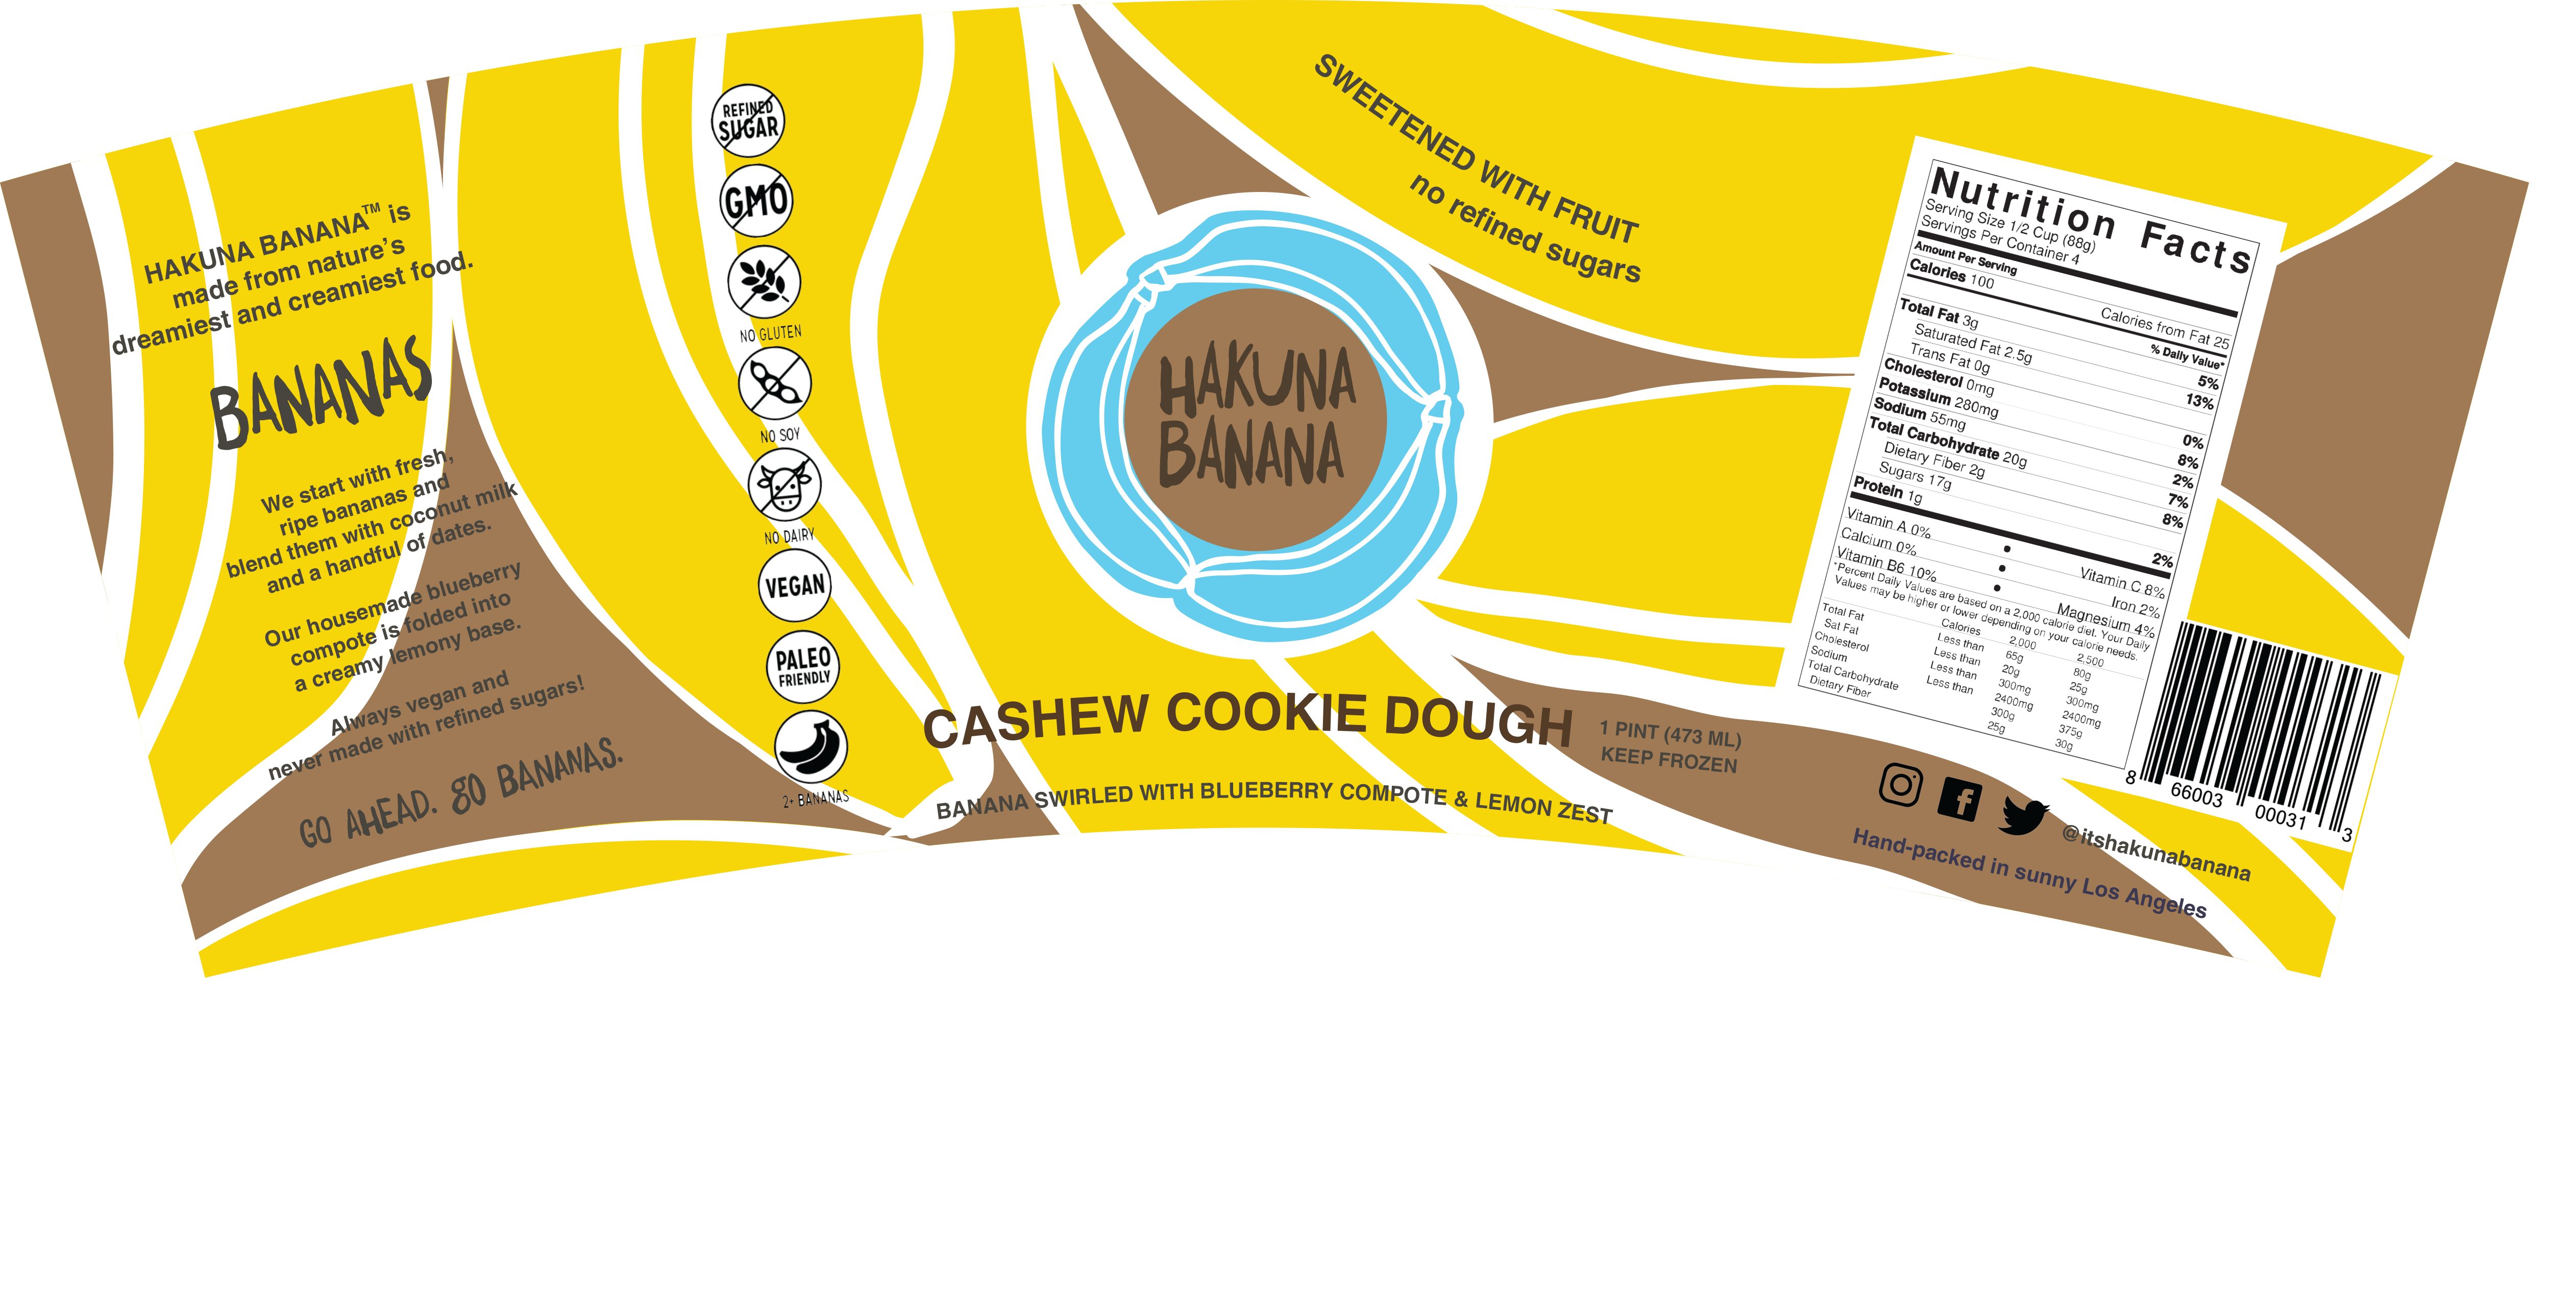 HAKUNA BANANA™ is
made from nature's
dreamiest and creamiest food.
BANANAS
We start with fresh,
ripe bananas and
blend them with coconut milk
and a handful of dates.
Our housemade blueberry
compote is folded into
a creamy lemony base.
Always vegan and
never made with refined sugars!
GO AHEAD. GO BANANAS.
REFINED
SUGAR
GMO
NO GLUTEN
NO SOY
NO DAIRY
VEGAN
PALEO
FRIENDLY
2+ BANANAS
HAKUNA
BANANA
CASHEW COOKIE DOUGH
BANANA SWIRLED WITH BLUEBERRY COMPOTE & LEMON ZEST
SWEETENED WITH FRUIT
no refined sugars
1 PINT (473 ML)
KEEP FROZEN
Nutrition Facts
Serving Size 1/2 Cup (88g)
Servings Per Container 4
Amount Per Serving
Calories 100 Calories from Fat 25
% Daily Value*
Total Fat 3g 5%
Saturated Fat 2.5g 13%
Trans Fat 0g
Cholesterol 0mg 0%
Potassium 280mg 8%
Sodium 55mg 2%
Total Carbohydrate 20g 7%
Dietary Fiber 2g 8%
Sugars 17g
Protein 1g 2%
Vitamin A 0% • Vitamin C 8%
Calcium 0% • Iron 2%
Vitamin B6 10% • Magnesium 4%
*Percent Daily Values are based on a 2,000 calorie diet. Your Daily
Values may be higher or lower depending on your calorie needs.
Calories 2,000 2,500
Total Fat Less than 65g 80g
Sat Fat Less than 20g 25g
Cholesterol Less than 300mg 300mg
Sodium Less than 2400mg 2400mg
Total Carbohydrate 300g 375g
Dietary Fiber 25g 30g
8 66003 00031 3
@itshakunabanana
Hand-packed in sunny Los Angeles